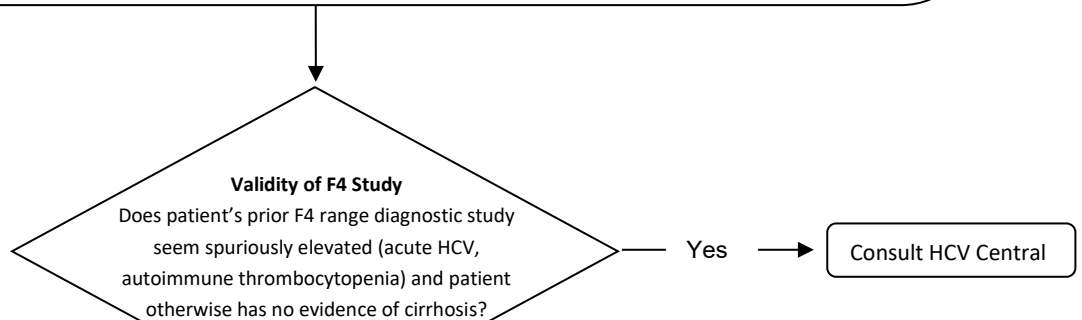 Validity of F4 Study
Does patient’s prior F4 range diagnostic study
seem spuriously elevated (acute HCV,
autoimmune thrombocytopenia) and patient
otherwise has no evidence of cirrhosis?
Yes
Consult HCV Central